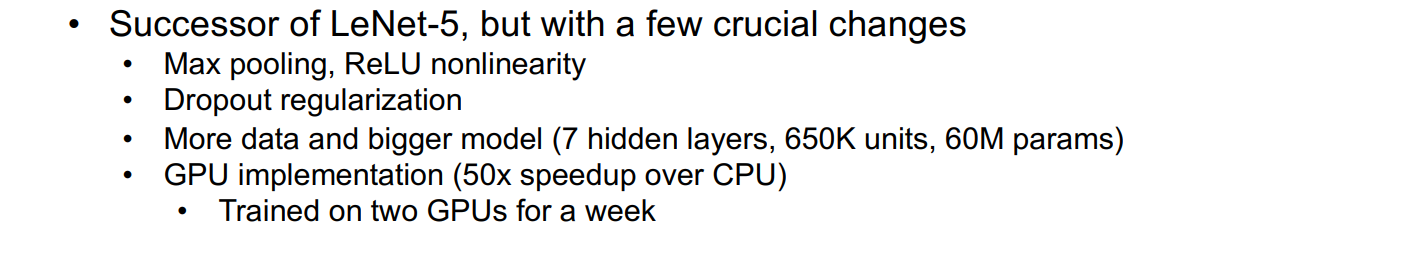 • Successor of LeNet-5, but with a few crucial changes
• Max pooling, ReLU nonlinearity
• Dropout regularization
• More data and bigger model (7 hidden layers, 650K units, 60M params)
• GPU implementation (50x speedup over CPU)
• Trained on two GPUs for a week